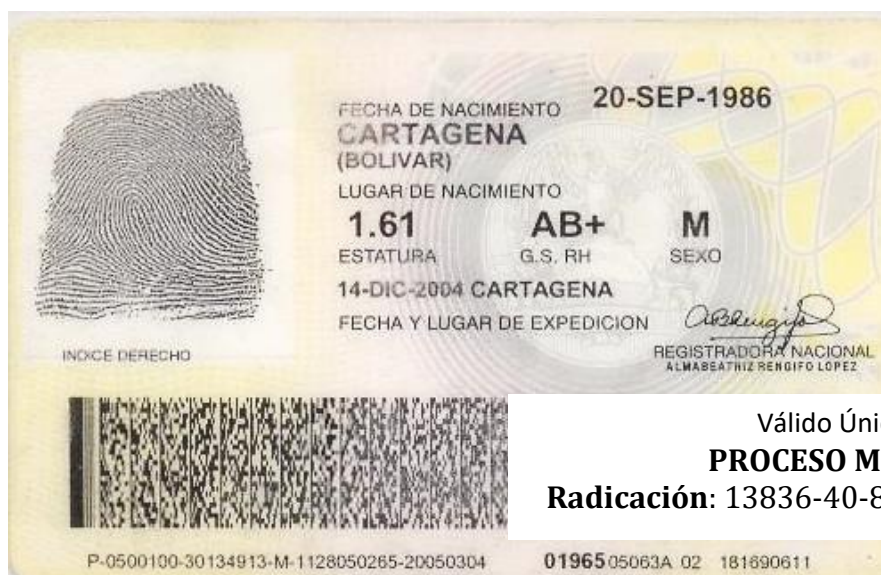 FECHA DE NACIMIENTO 20-SEP-1986
CARTAGENA
(BOLIVAR)
LUGAR DE NACIMIENTO
1.61 AB+ M
ESTATURA G.S. RH SEXO
14-DIC-2004 CARTAGENA
FECHA Y LUGAR DE EXPEDICION
INDICE DERECHO
REGISTRADORA NACIONAL
ALMABEATRIZ RENGIFO LOPEZ
Válido Úni
PROCESO M
Radicación: 13836-40-8
P-0500100-30134913-M-1128050265-20050304 01965 05063A 02 181690611